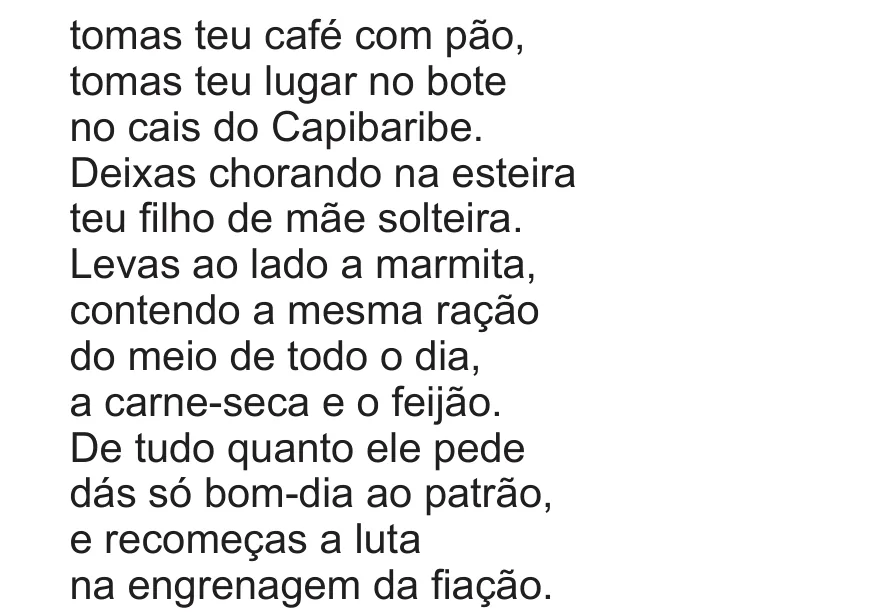 tomas teu café com pão,
tomas teu lugar no bote
no cais do Capibaribe.
Deixas chorando na esteira
teu filho de mãe solteira.
Levas ao lado a marmita,
contendo a mesma ração
do meio de todo o dia,
a carne-seca e o feijão.
De tudo quanto ele pede
dás só bom-dia ao patrão,
e recomeças a luta
na engrenagem da fiação.